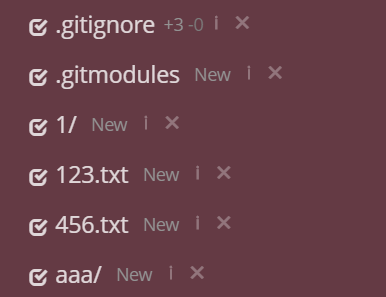 .gitignore +3 -0 i ×
.gitmodules New i ×
1/ New i ×
123.txt New i ×
456.txt New i ×
aaa/ New i ×